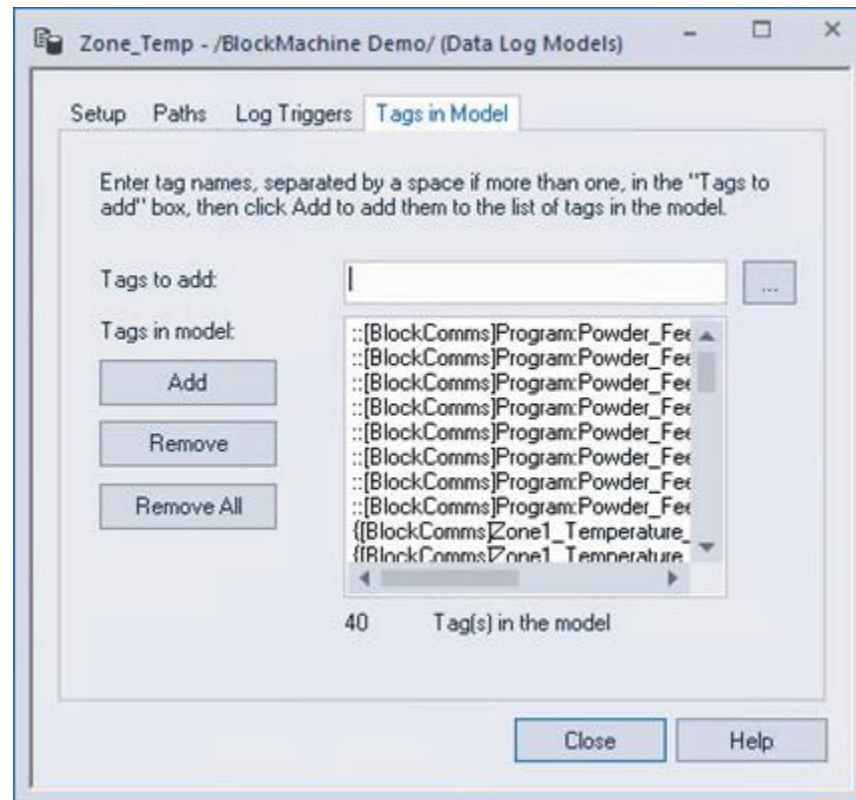 Zone_Temp - /BlockMachine Demo/ (Data Log Models)
Setup Paths Log Triggers Tags in Model
Enter tag names, separated by a space if more than one, in the "Tags to
add" box, then click Add to add them to the list of tags in the model.
Tags to add:
...
Tags in model:
::[BlockComms]Program:Powder_Fee
::[BlockComms]Program:Powder_Fee
::[BlockComms]Program:Powder_Fee
::[BlockComms]Program:Powder_Fee
::[BlockComms]Program:Powder_Fee
::[BlockComms]Program:Powder_Fee
::[BlockComms]Program:Powder_Fee
::[BlockComms]Program:Powder_Fee
{[BlockComms]Zone1_Temperature_
{[BlockComms]Zone1_Temperature_
Add
Remove
Remove All
40 Tag(s) in the model
Close Help